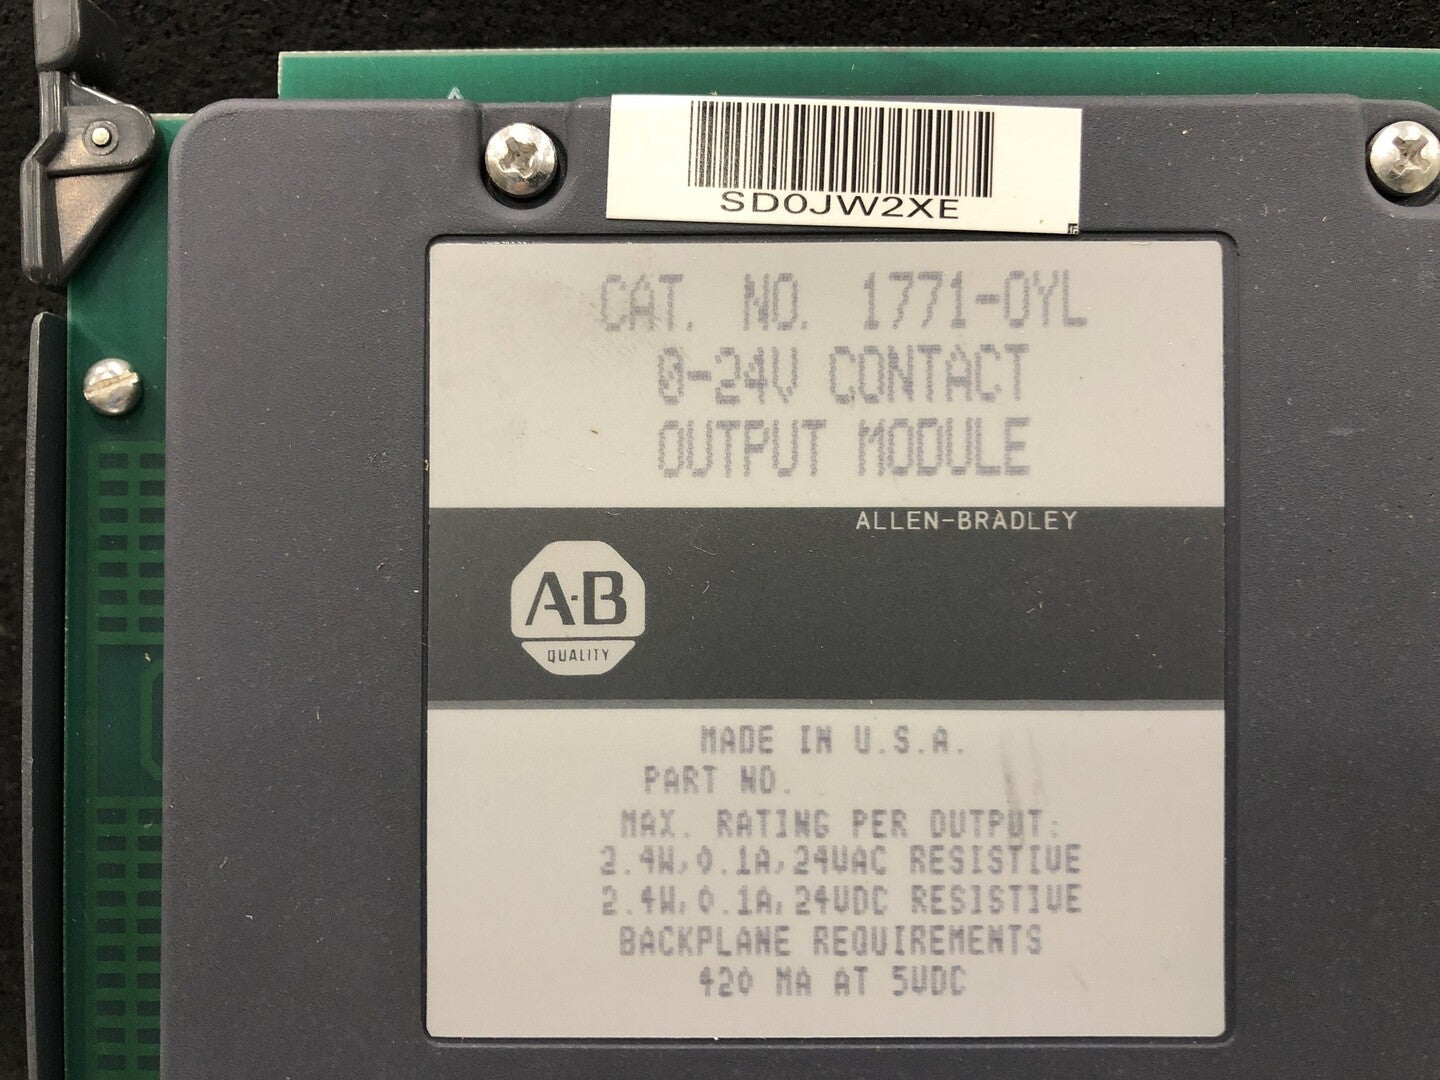 SD0JW2XE
CAT. NO. 1771-OYL
0-24V CONTACT
OUTPUT MODULE
ALLEN-BRADLEY
A·B
QUALITY
MADE IN U.S.A.
PART NO.
MAX. RATING PER OUTPUT:
2.4W, 0.1A, 24VAC RESISTIVE
2.4W, 0.1A, 24VDC RESISTIVE
BACKPLANE REQUIREMENTS
420 MA AT 5VDC